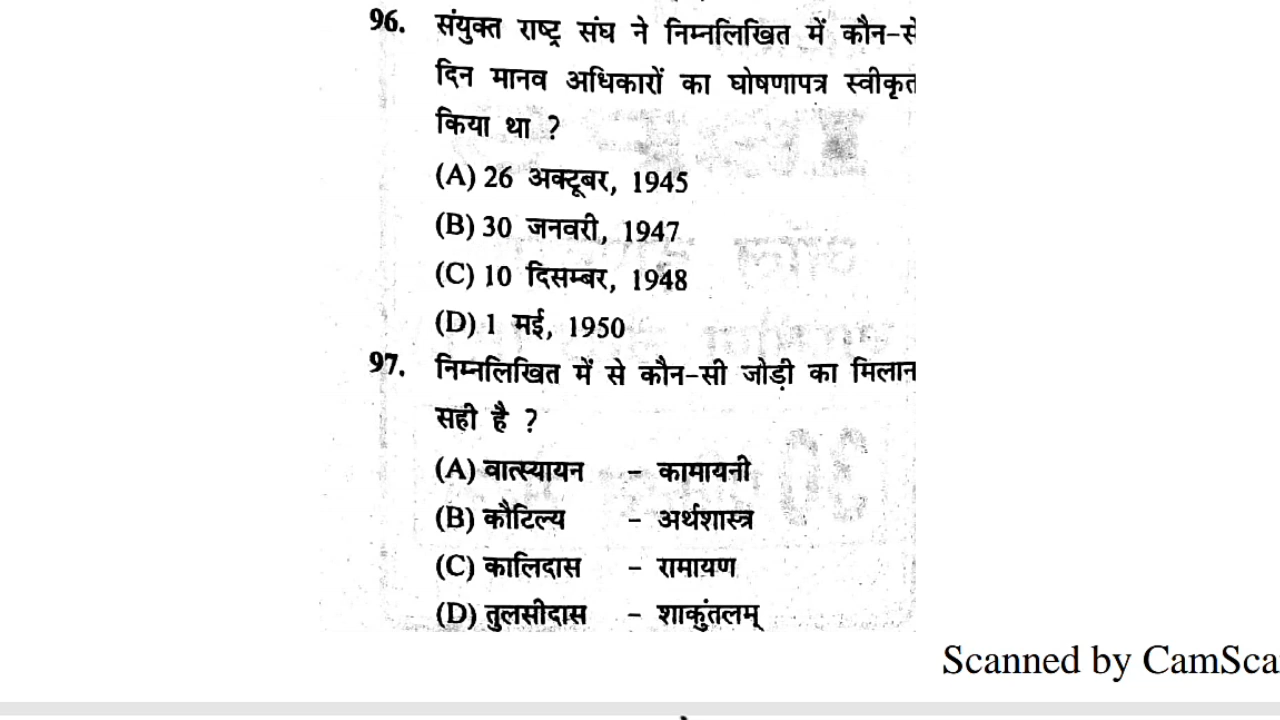 96. संयुक्त राष्ट्र संघ ने निम्नलिखित में कौन-से
दिन मानव अधिकारों का घोषणापत्र स्वीकृत
किया था ?
(A) 26 अक्टूबर, 1945
(B) 30 जनवरी, 1947
(C) 10 दिसम्बर, 1948
(D) 1 मई, 1950
97. निम्नलिखित में से कौन-सी जोड़ी का मिलान
सही है ?
(A) वात्स्यायन - कामायनी
(B) कौटिल्य - अर्थशास्त्र
(C) कालिदास - रामायण
(D) तुलसीदास - शाकुंतलम्
Scanned by CamSca